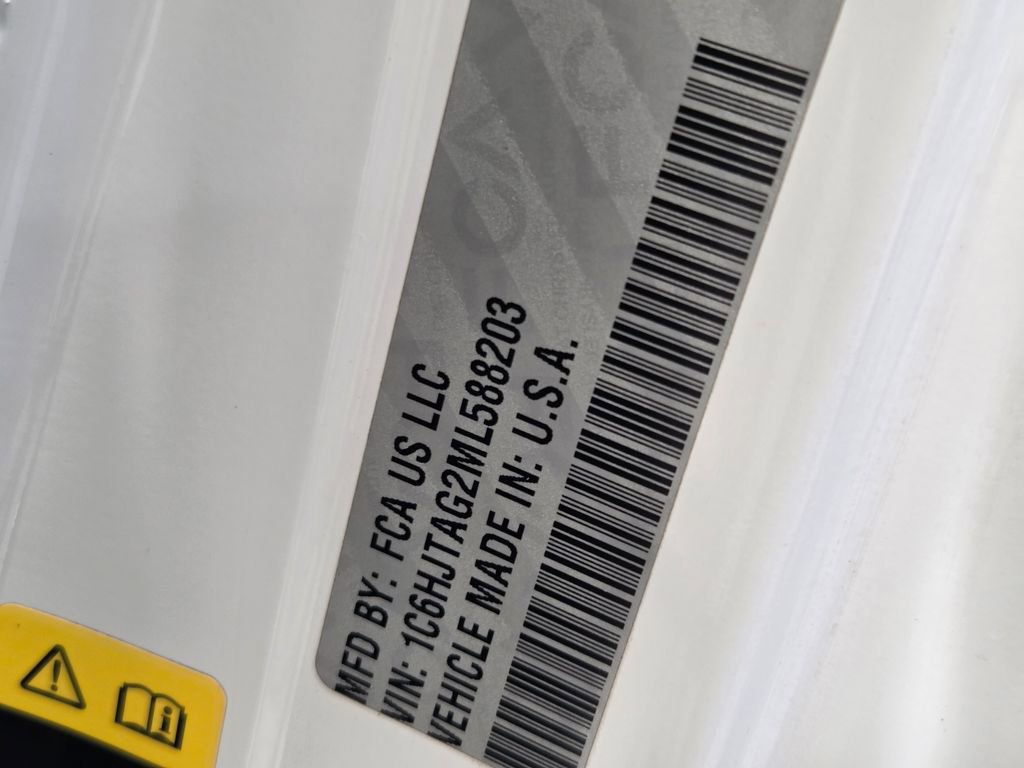 MFD BY: FCA US LLC
VIN: 1C6HJTAG2ML588203
VEHICLE MADE IN: U.S.A.